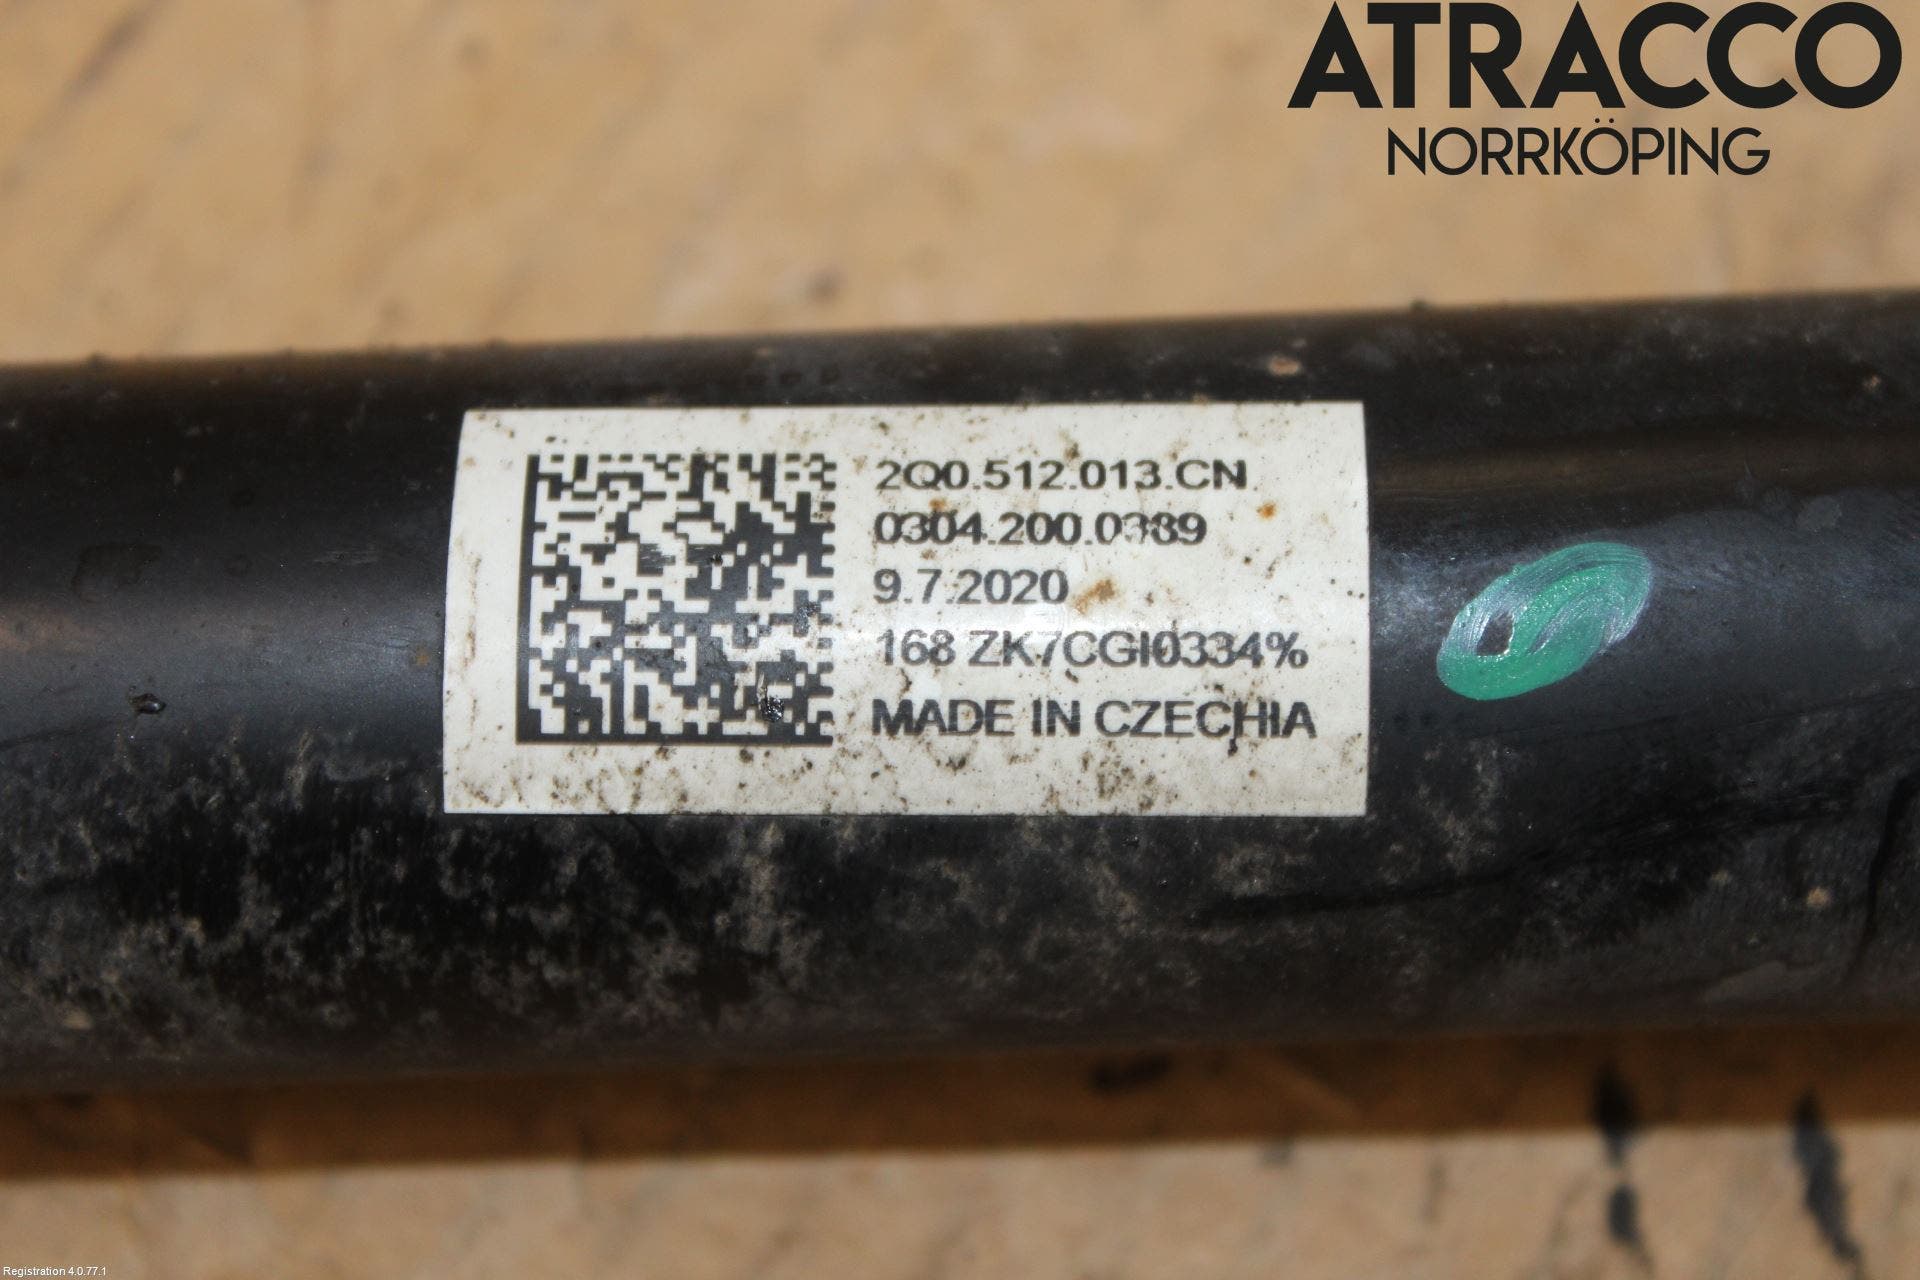 ATRACCO
NORRKÖPING
2Q0.512.013.CN
0304.200.0389
9.7.2020
168 ZK7CGI0334%
MADE IN CZECHIA
Registration 4.0.77.1